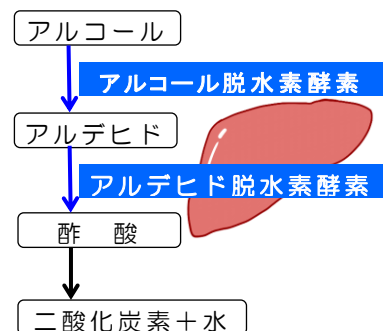 アルコール
アルコール脱水素酵素
アルデヒド
アルデヒド脱水素酵素
酢　酸
二酸化炭素＋水